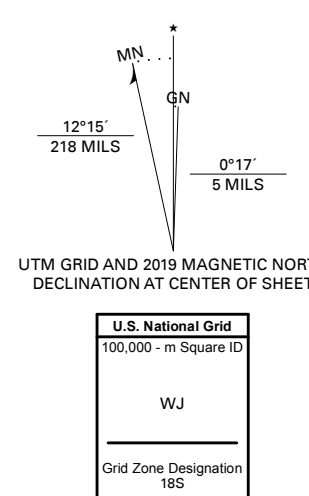 ★
MN
GN
12°15´
218 MILS
0°17´
5 MILS
UTM GRID AND 2019 MAGNETIC NORT
DECLINATION AT CENTER OF SHEET
U.S. National Grid
100,000 - m Square ID
WJ
Grid Zone Designation
18S